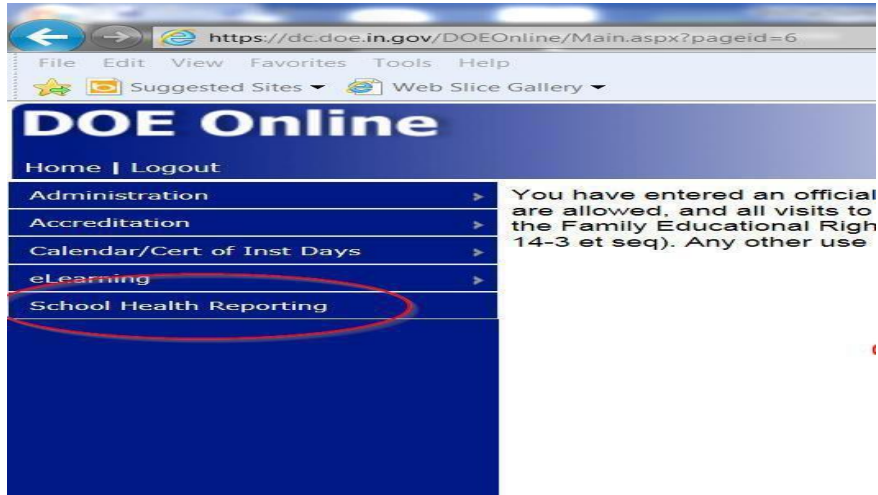 https://dc.doe.in.gov/DOEOnline/Main.aspx?pageid=6
File Edit View Favorites Tools Help
Suggested Sites Web Slice Gallery
DOE Online
Home | Logout
Administration
Accreditation
Calendar/Cert of Inst Days
eLearning
School Health Reporting
You have entered an official
are allowed, and all visits to
the Family Educational Righ
14-3 et seq). Any other use